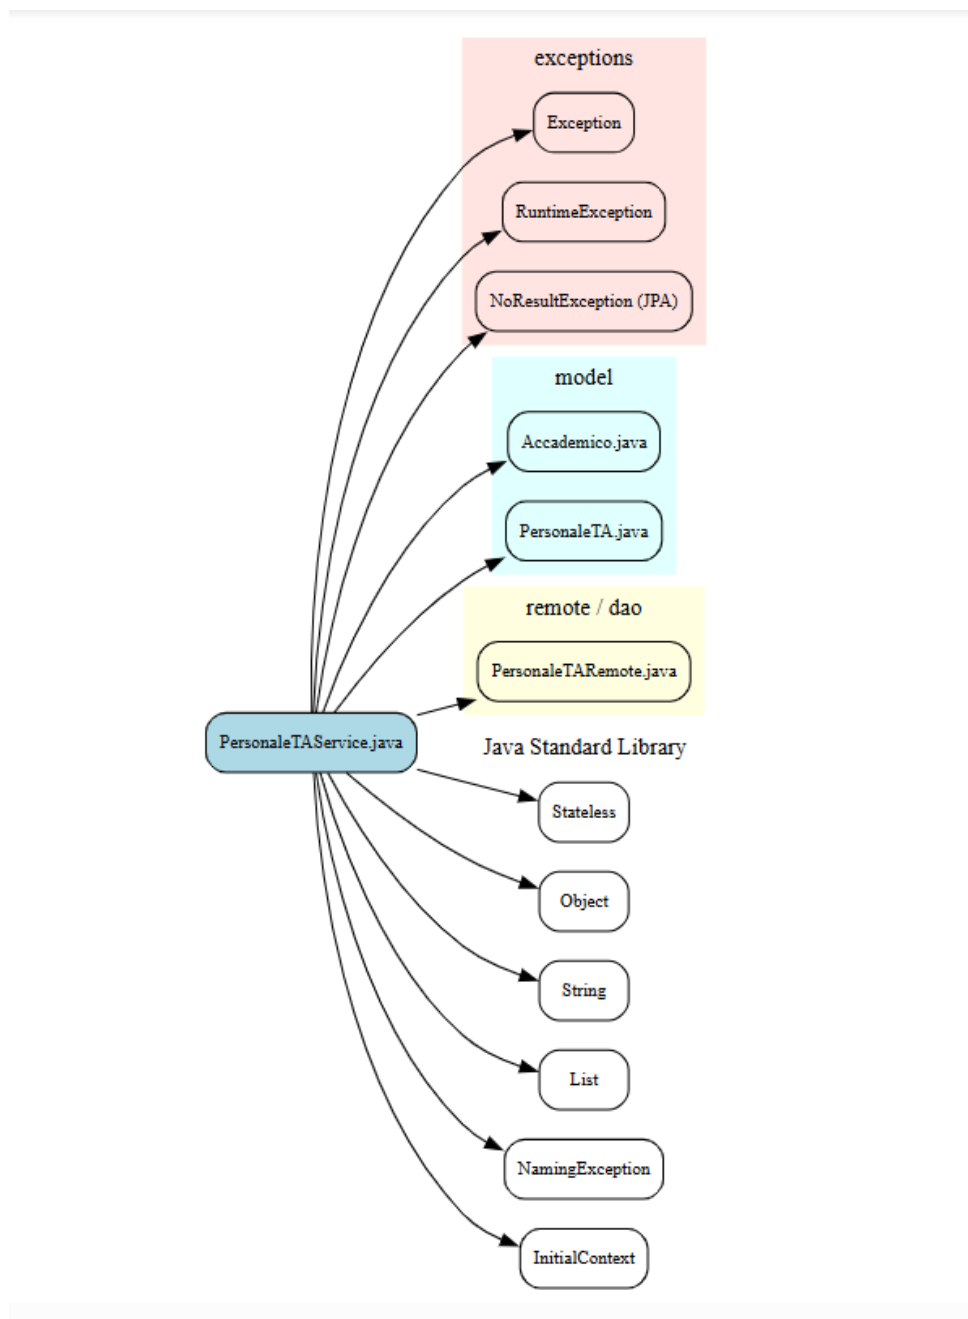 exceptions
Exception
RuntimeException
NoResultException (JPA)
model
Accademico.java
PersonaleTA.java
remote / dao
PersonaleTARemote.java
PersonaleTAService.java
Java Standard Library
Stateless
Object
String
List
NamingException
InitialContext